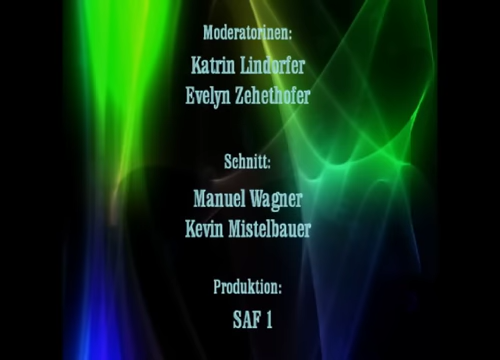 Moderatorinen:
Katrin Lindorfer
Evelyn Zehethofer
Schnitt:
Manuel Wagner
Kevin Mistelbauer
Produktion:
SAF 1